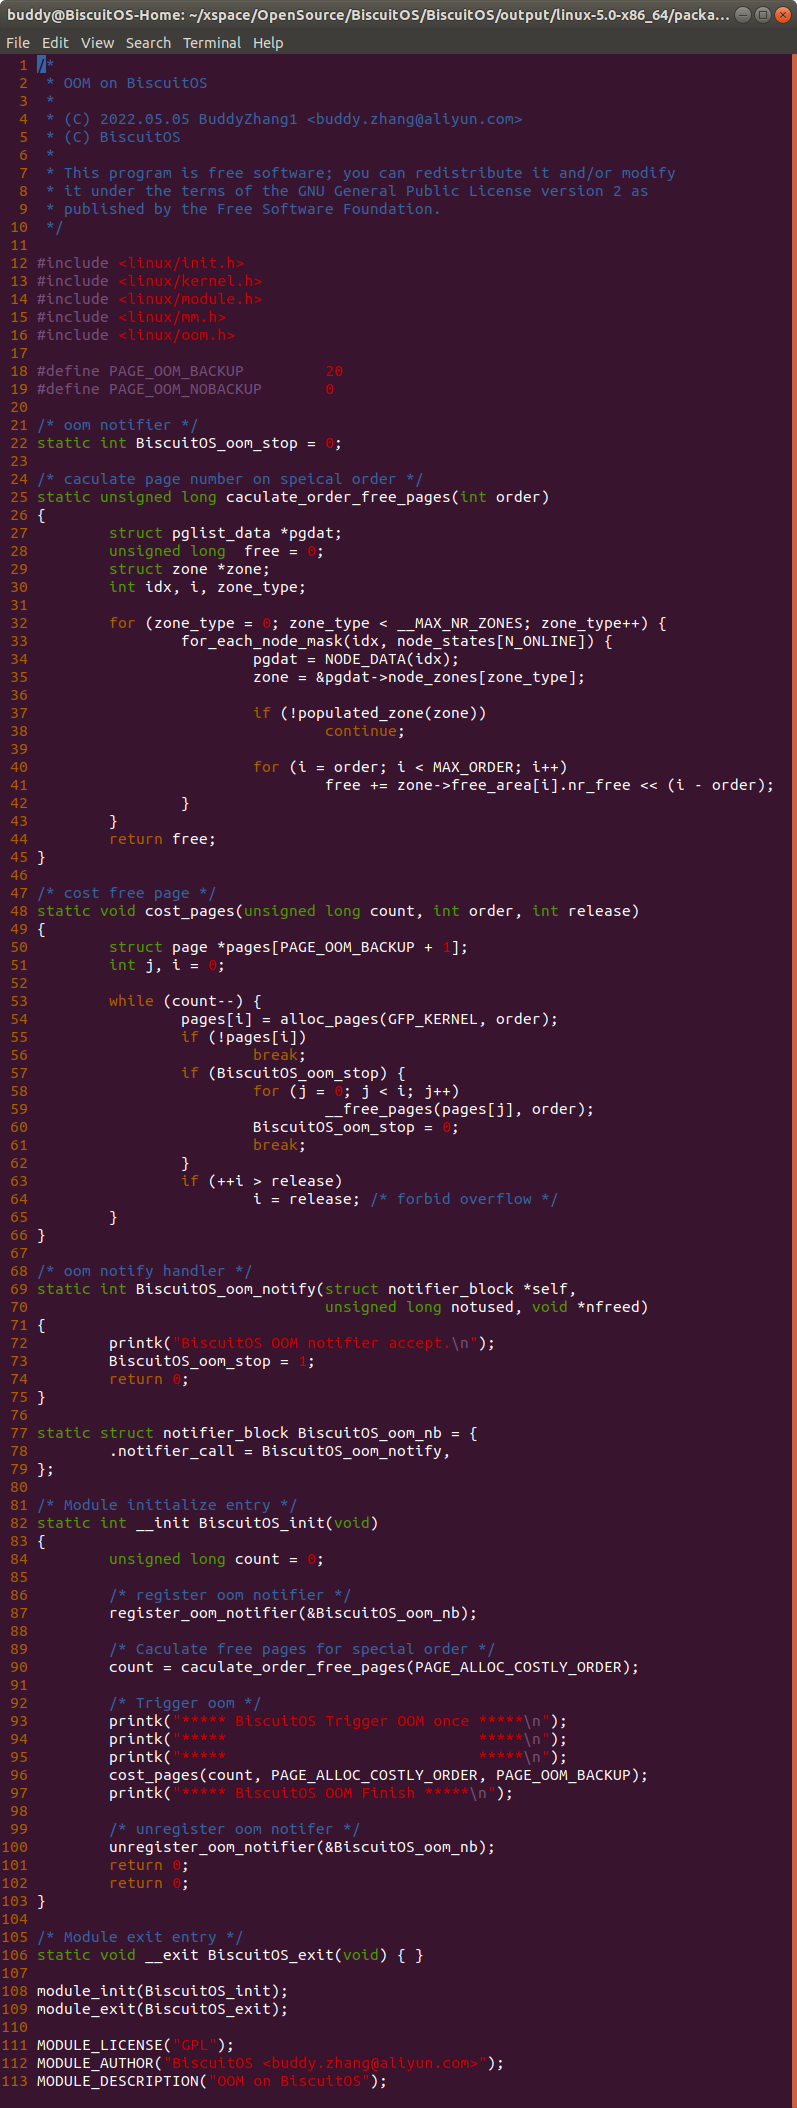 buddy@BiscuitOS-Home: ~/xspace/OpenSource/BiscuitOS/BiscuitOS/output/linux-5.0-x86_64/packa...
File Edit View Search Terminal Help
1 /*
2  * OOM on BiscuitOS
3  *
4  * (C) 2022.05.05 BuddyZhang1 <buddy.zhang@aliyun.com>
5  * (C) BiscuitOS
6  *
7  * This program is free software; you can redistribute it and/or modify
8  * it under the terms of the GNU General Public License version 2 as
9  * published by the Free Software Foundation.
10  */
11
12 #include <linux/init.h>
13 #include <linux/kernel.h>
14 #include <linux/module.h>
15 #include <linux/mm.h>
16 #include <linux/oom.h>
17
18 #define PAGE_OOM_BACKUP         20
19 #define PAGE_OOM_NOBACKUP       0
20
21 /* oom notifier */
22 static int BiscuitOS_oom_stop = 0;
23
24 /* caculate page number on speical order */
25 static unsigned long caculate_order_free_pages(int order)
26 {
27         struct pglist_data *pgdat;
28         unsigned long  free = 0;
29         struct zone *zone;
30         int idx, i, zone_type;
31
32         for (zone_type = 0; zone_type < __MAX_NR_ZONES; zone_type++) {
33                 for_each_node_mask(idx, node_states[N_ONLINE]) {
34                         pgdat = NODE_DATA(idx);
35                         zone = &pgdat->node_zones[zone_type];
36
37                         if (!populated_zone(zone))
38                                 continue;
39
40                         for (i = order; i < MAX_ORDER; i++)
41                                 free += zone->free_area[i].nr_free << (i - order);
42                 }
43         }
44         return free;
45 }
46
47 /* cost free page */
48 static void cost_pages(unsigned long count, int order, int release)
49 {
50         struct page *pages[PAGE_OOM_BACKUP + 1];
51         int j, i = 0;
52
53         while (count--) {
54                 pages[i] = alloc_pages(GFP_KERNEL, order);
55                 if (!pages[i])
56                         break;
57                 if (BiscuitOS_oom_stop) {
58                         for (j = 0; j < i; j++)
59                                 __free_pages(pages[j], order);
60                         BiscuitOS_oom_stop = 0;
61                         break;
62                 }
63                 if (++i > release)
64                         i = release; /* forbid overflow */
65         }
66 }
67
68 /* oom notify handler */
69 static int BiscuitOS_oom_notify(struct notifier_block *self,
70                                 unsigned long notused, void *nfreed)
71 {
72         printk("BiscuitOS OOM notifier accept.\n");
73         BiscuitOS_oom_stop = 1;
74         return 0;
75 }
76
77 static struct notifier_block BiscuitOS_oom_nb = {
78         .notifier_call = BiscuitOS_oom_notify,
79 };
80
81 /* Module initialize entry */
82 static int __init BiscuitOS_init(void)
83 {
84         unsigned long count = 0;
85
86         /* register oom notifier */
87         register_oom_notifier(&BiscuitOS_oom_nb);
88
89         /* Caculate free pages for special order */
90         count = caculate_order_free_pages(PAGE_ALLOC_COSTLY_ORDER);
91
92         /* Trigger oom */
93         printk("***** BiscuitOS Trigger OOM once *****\n");
94         printk("*****                            *****\n");
95         printk("*****                            *****\n");
96         cost_pages(count, PAGE_ALLOC_COSTLY_ORDER, PAGE_OOM_BACKUP);
97         printk("***** BiscuitOS OOM Finish *****\n");
98
99         /* unregister oom notifer */
100         unregister_oom_notifier(&BiscuitOS_oom_nb);
101         return 0;
102         return 0;
103 }
104
105 /* Module exit entry */
106 static void __exit BiscuitOS_exit(void) { }
107
108 module_init(BiscuitOS_init);
109 module_exit(BiscuitOS_exit);
110
111 MODULE_LICENSE("GPL");
112 MODULE_AUTHOR("BiscuitOS <buddy.zhang@aliyun.com>");
113 MODULE_DESCRIPTION("OOM on BiscuitOS");